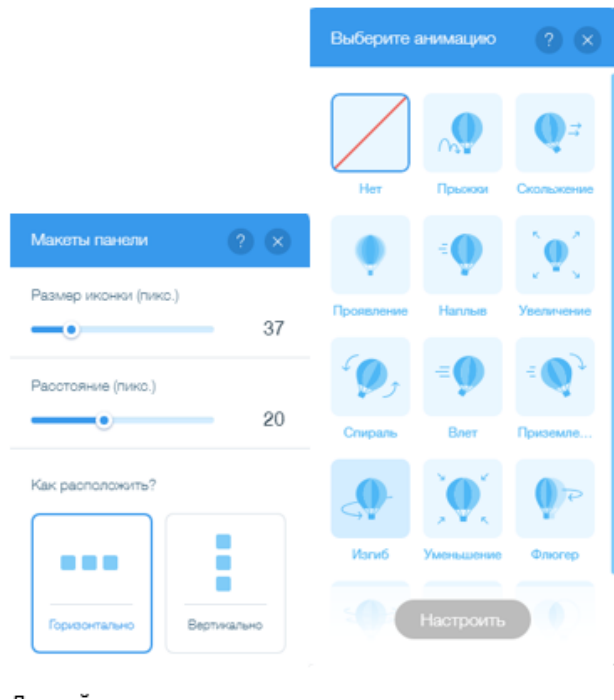 Выберите анимацию ? ×
Нет Прыжки Скольжение
Проявление Наплыв Увеличение
Спираль Влет Приземле...
Изгиб Уменьшение Флюгер
Настроить
Макеты панели ? ×
Размер иконки (пикс.)
37
Расстояние (пикс.)
20
Как расположить?
Горизонтально Вертикально